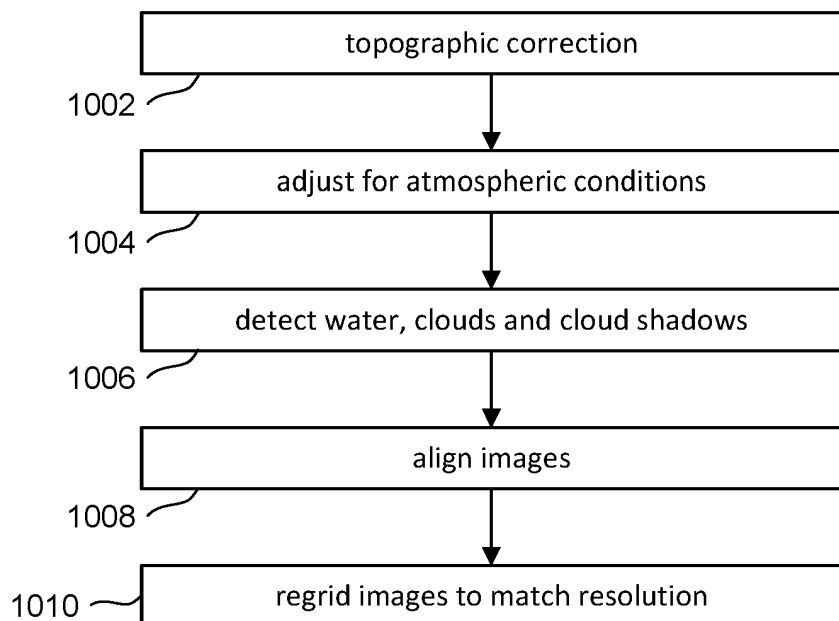 topographic correction
1002
adjust for atmospheric conditions
1004
detect water, clouds and cloud shadows
1006
align images
1008
regrid images to match resolution
1010